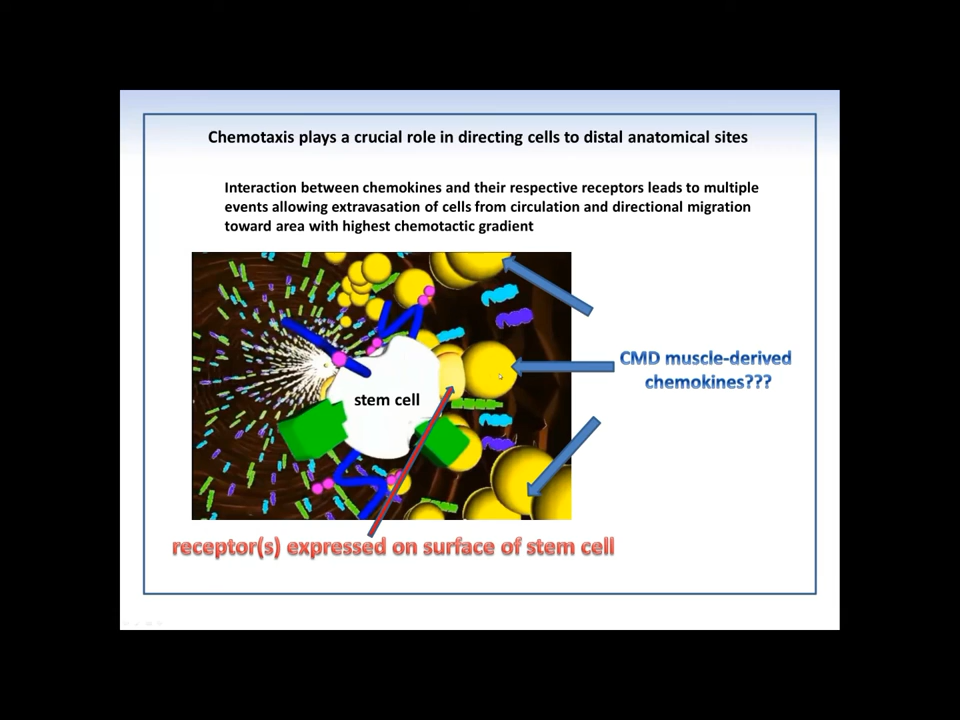 Chemotaxis plays a crucial role in directing cells to distal anatomical sites
Interaction between chemokines and their respective receptors leads to multiple
events allowing extravasation of cells from circulation and directional migration
toward area with highest chemotactic gradient
stem cell
CMD muscle-derived
chemokines???
receptor(s) expressed on surface of stem cell